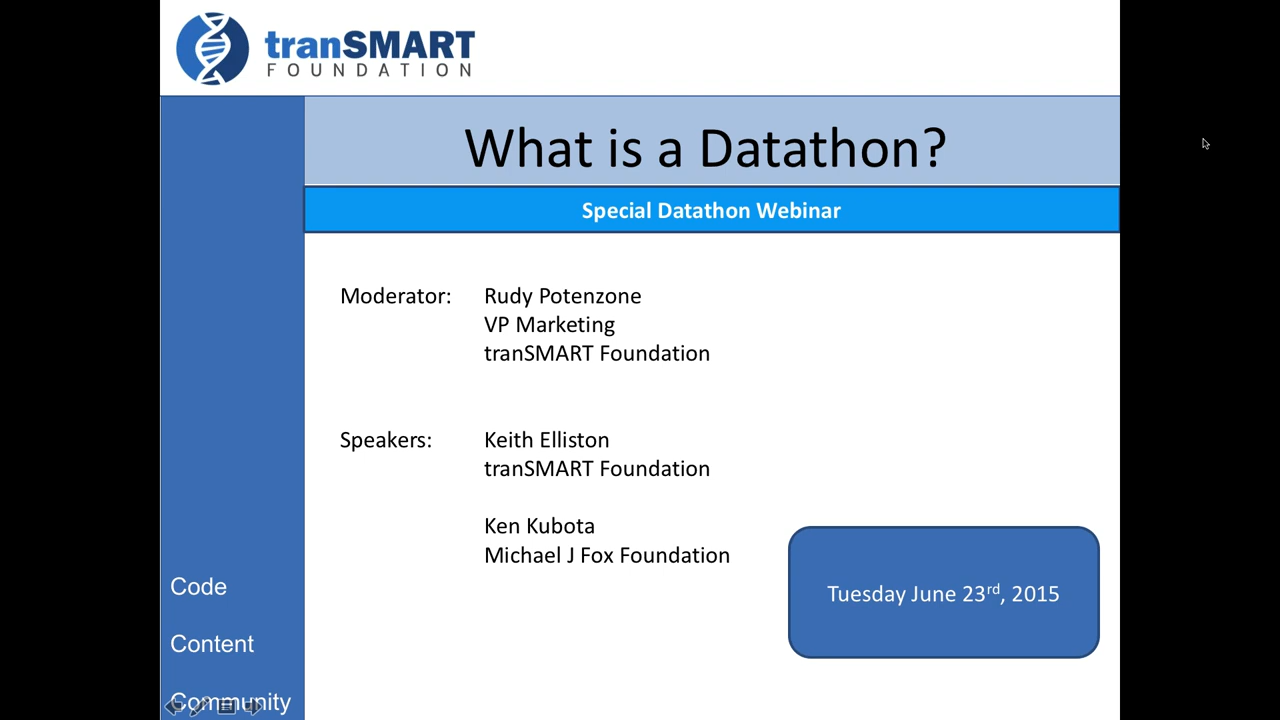 tranSMART
FOUNDATION
What is a Datathon?
Special Datathon Webinar
Moderator: Rudy Potenzone
VP Marketing
tranSMART Foundation
Speakers: Keith Elliston
tranSMART Foundation
Ken Kubota
Michael J Fox Foundation
Tuesday June 23rd, 2015
Code
Content
Community